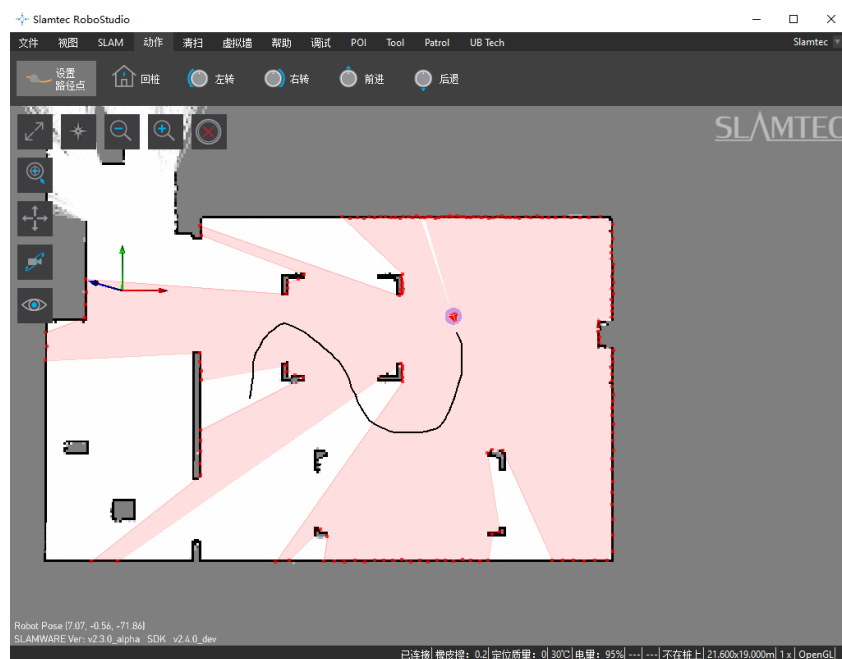 Slamtec RoboStudio
文件 视图 SLAM 动作 清扫 虚拟墙 帮助 调试 POI Tool Patrol UB Tech Slamtec
设置
路径点
回桩 左转 右转 前进 后退
SLAMTEC
Robot Pose [7.07, -0.56, -71.86]
SLAMWARE Ver: v2.3.0_alpha SDK v2.4.0_dev
已连接| 橡皮擦: 0.2| 定位质量: 0| 30℃| 电量: 95%| ---| ---| 不在桩上| 21.600x19.000m| 1 x| OpenGL|